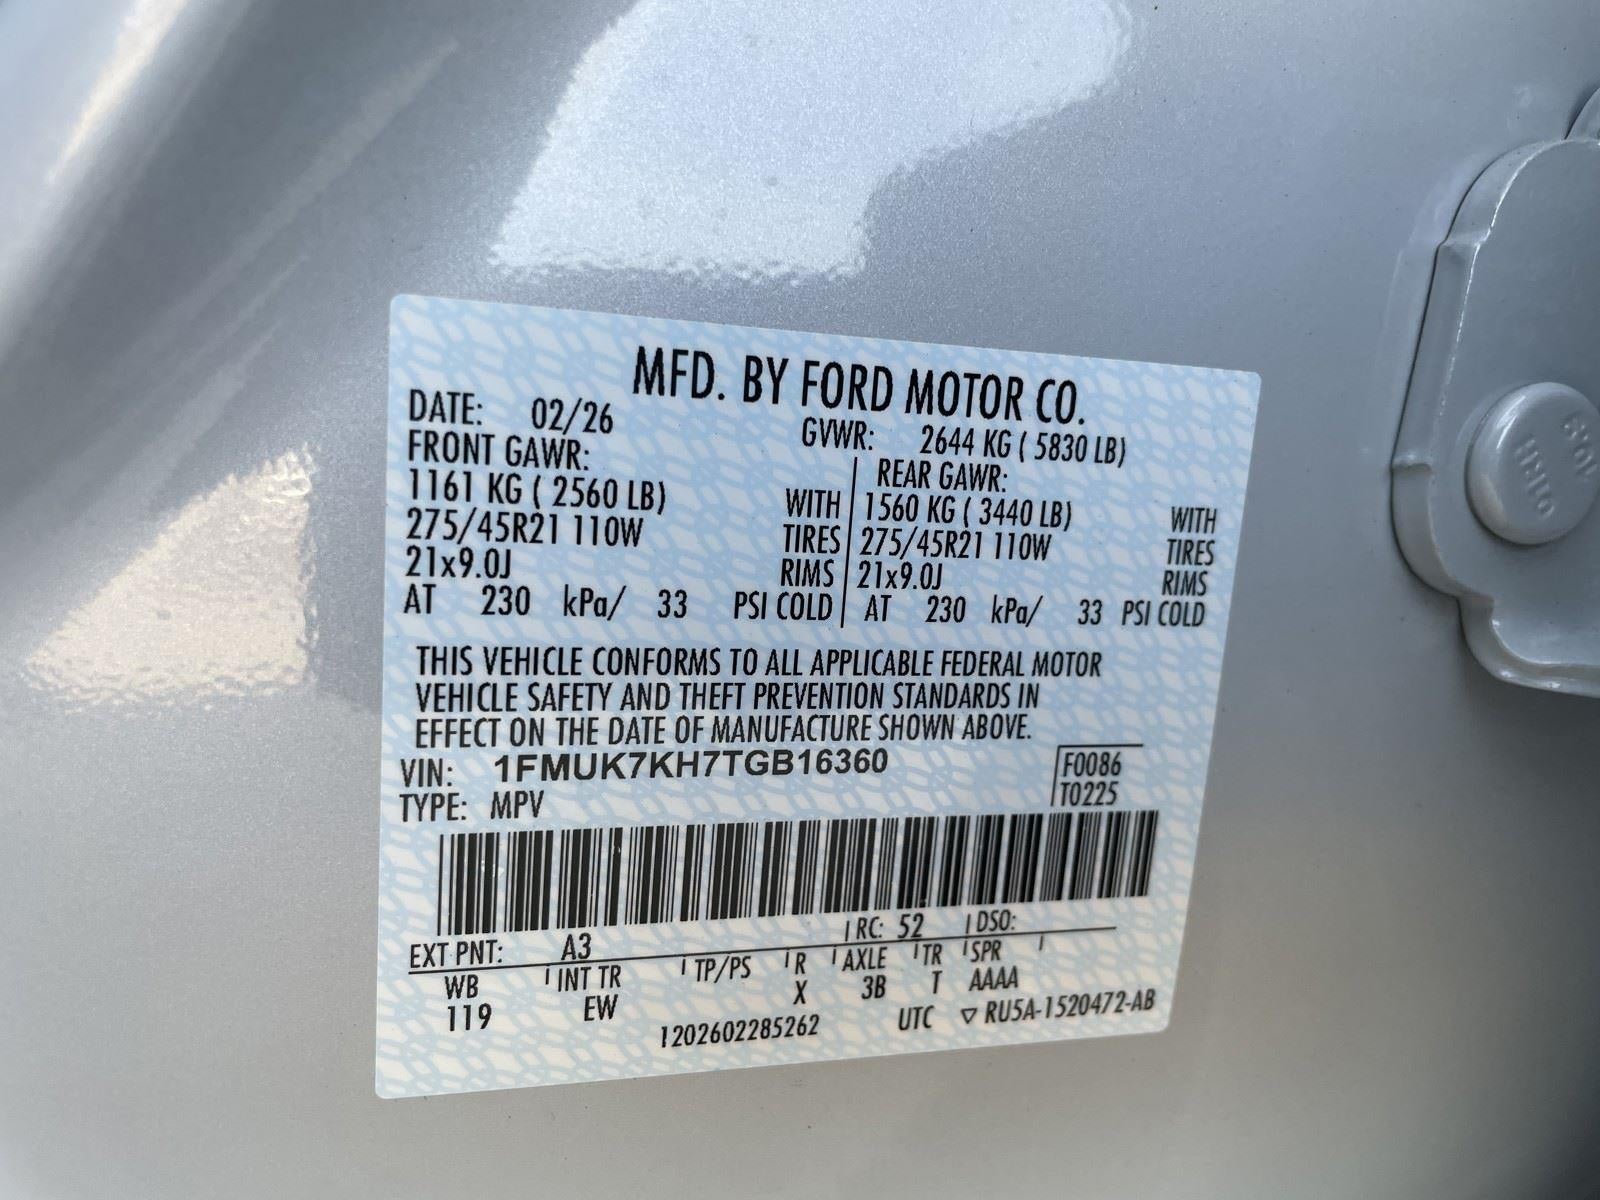 MFD. BY FORD MOTOR CO.
DATE: 02/26 GVWR: 2644 KG ( 5830 LB)
FRONT GAWR: REAR GAWR:
1161 KG ( 2560 LB) WITH 1560 KG ( 3440 LB) WITH
275/45R21 110W TIRES 275/45R21 110W TIRES
21x9.0J RIMS 21x9.0J RIMS
AT 230 kPa/ 33 PSI COLD AT 230 kPa/ 33 PSI COLD
THIS VEHICLE CONFORMS TO ALL APPLICABLE FEDERAL MOTOR
VEHICLE SAFETY AND THEFT PREVENTION STANDARDS IN
EFFECT ON THE DATE OF MANUFACTURE SHOWN ABOVE.
VIN: 1FMUK7KH7TGB16360 F0086
TYPE: MPV T0225
EXT PNT: A3 RC: 52 DSO:
WB INT TR TP/PS R AXLE TR SPR
119 EW X 3B T AAAA
1202602285262 UTC ▽ RU5A-1520472-AB
10.9